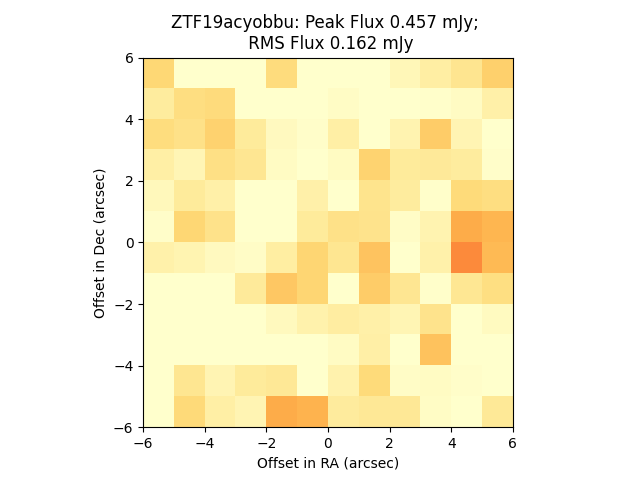 ZTF19acyobbu: Peak Flux 0.457 mJy;
RMS Flux 0.162 mJy
6
4
2
0
−2
−4
−6
Offset in Dec (arcsec)
−6 −4 −2 0 2 4 6
Offset in RA (arcsec)